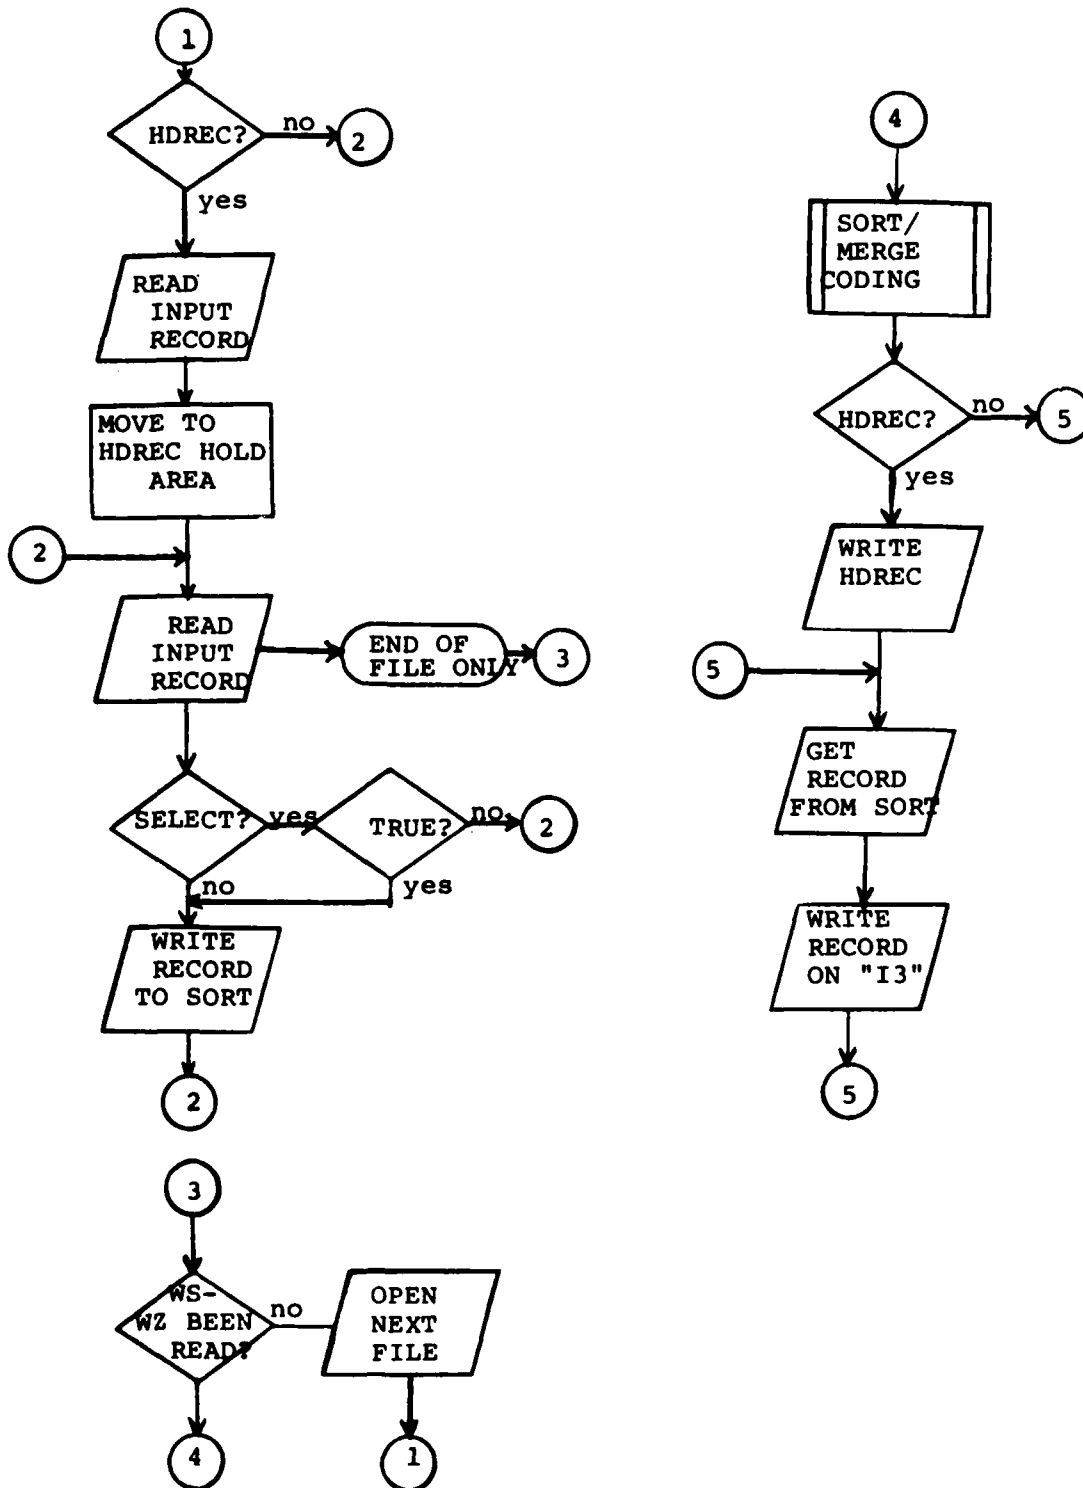 1
HDREC?
no
2
yes
READ
INPUT
RECORD
MOVE TO
HDREC HOLD
AREA
2
READ
INPUT
RECORD
END OF
FILE ONLY
3
SELECT?
yes
TRUE?
no
2
no
yes
WRITE
RECORD
TO SORT
2
3
WS-
WZ BEEN
READ?
no
OPEN
NEXT
FILE
4
1
4
SORT/
MERGE
CODING
HDREC?
no
5
yes
WRITE
HDREC
5
GET
RECORD
FROM SORT
WRITE
RECORD
ON "I3"
5